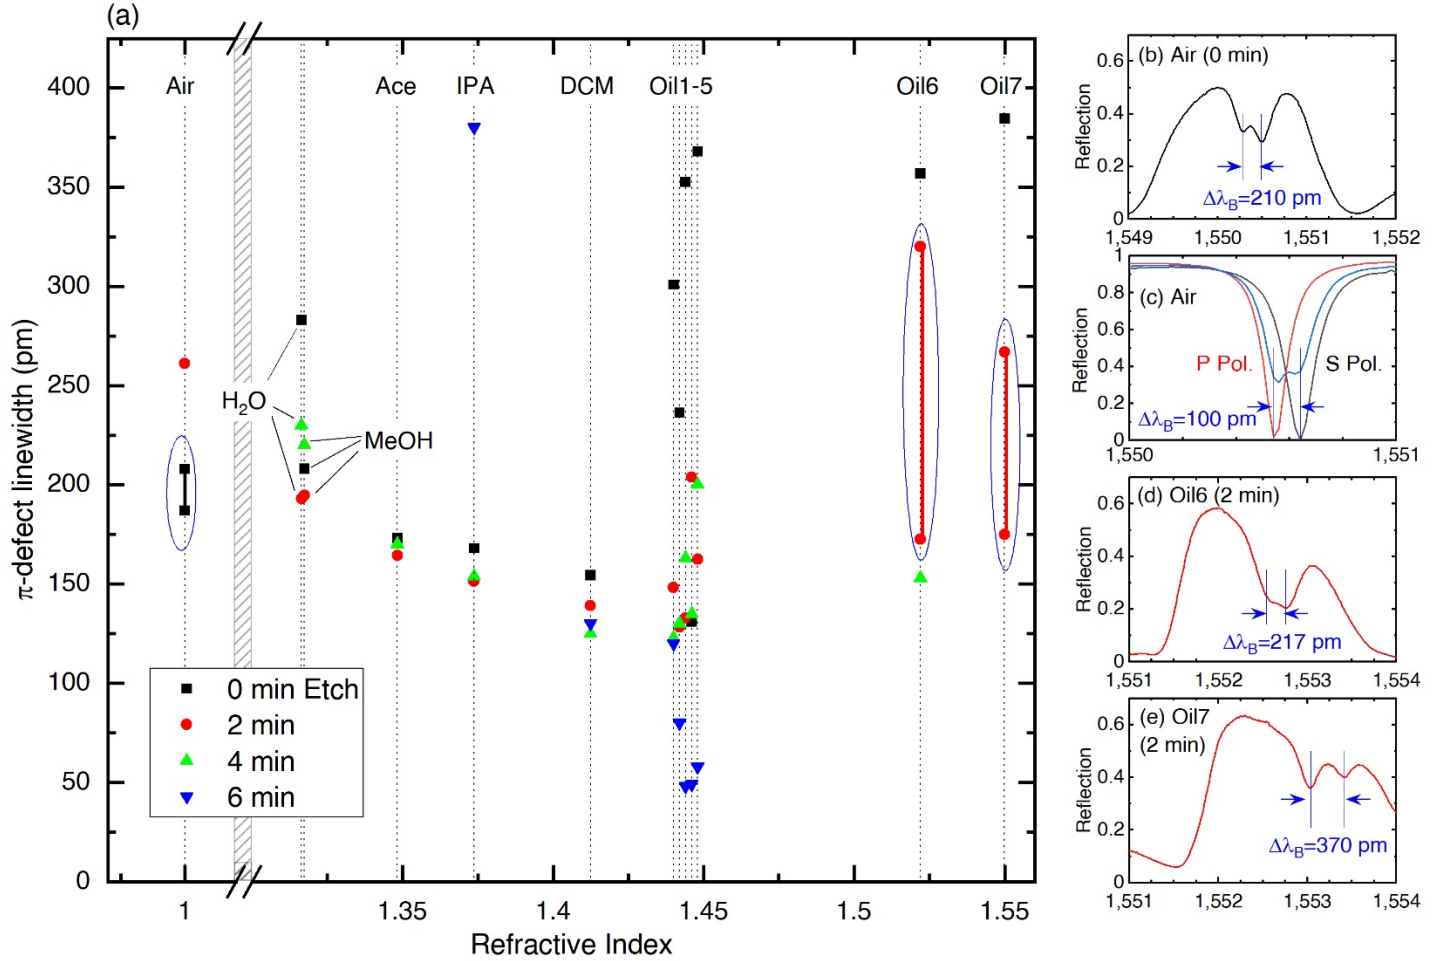 (a)
Air
Ace
IPA
DCM
Oil1-5
Oil6
Oil7
400
350
300
250
200
150
100
50
0
π-defect linewidth (pm)
H₂O
MeOH
0 min Etch
2 min
4 min
6 min
1
1.35
1.4
1.45
1.5
1.55
Refractive Index
(b) Air (0 min)
0.6
0.4
0.2
0
Reflection
Δλ_B=210 pm
1,549
1,550
1,551
1,552
(c) Air
1
0.8
0.6
0.4
0.2
0
Reflection
P Pol.
S Pol.
Δλ_B=100 pm
1,550
1,551
(d) Oil6 (2 min)
0.6
0.4
0.2
0
Reflection
Δλ_B=217 pm
1,551
1,552
1,553
1,554
(e) Oil7
(2 min)
0.6
0.4
0.2
0
Reflection
Δλ_B=370 pm
1,551
1,552
1,553
1,554